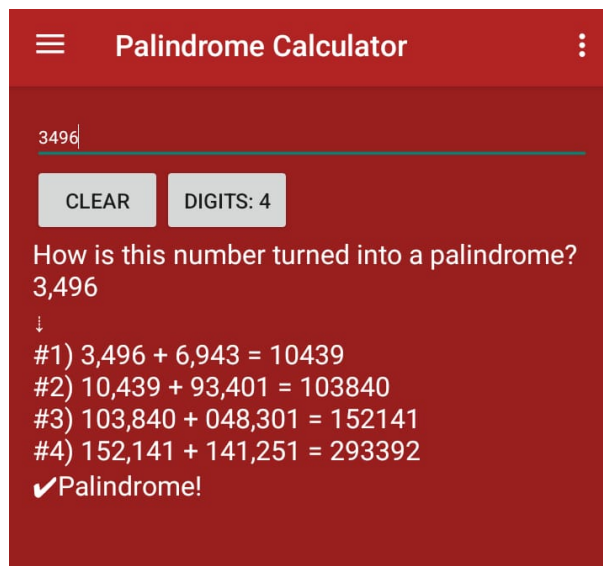 Palindrome Calculator
3496
CLEAR DIGITS: 4
How is this number turned into a palindrome?
3,496
↓
#1) 3,496 + 6,943 = 10439
#2) 10,439 + 93,401 = 103840
#3) 103,840 + 048,301 = 152141
#4) 152,141 + 141,251 = 293392
✔Palindrome!